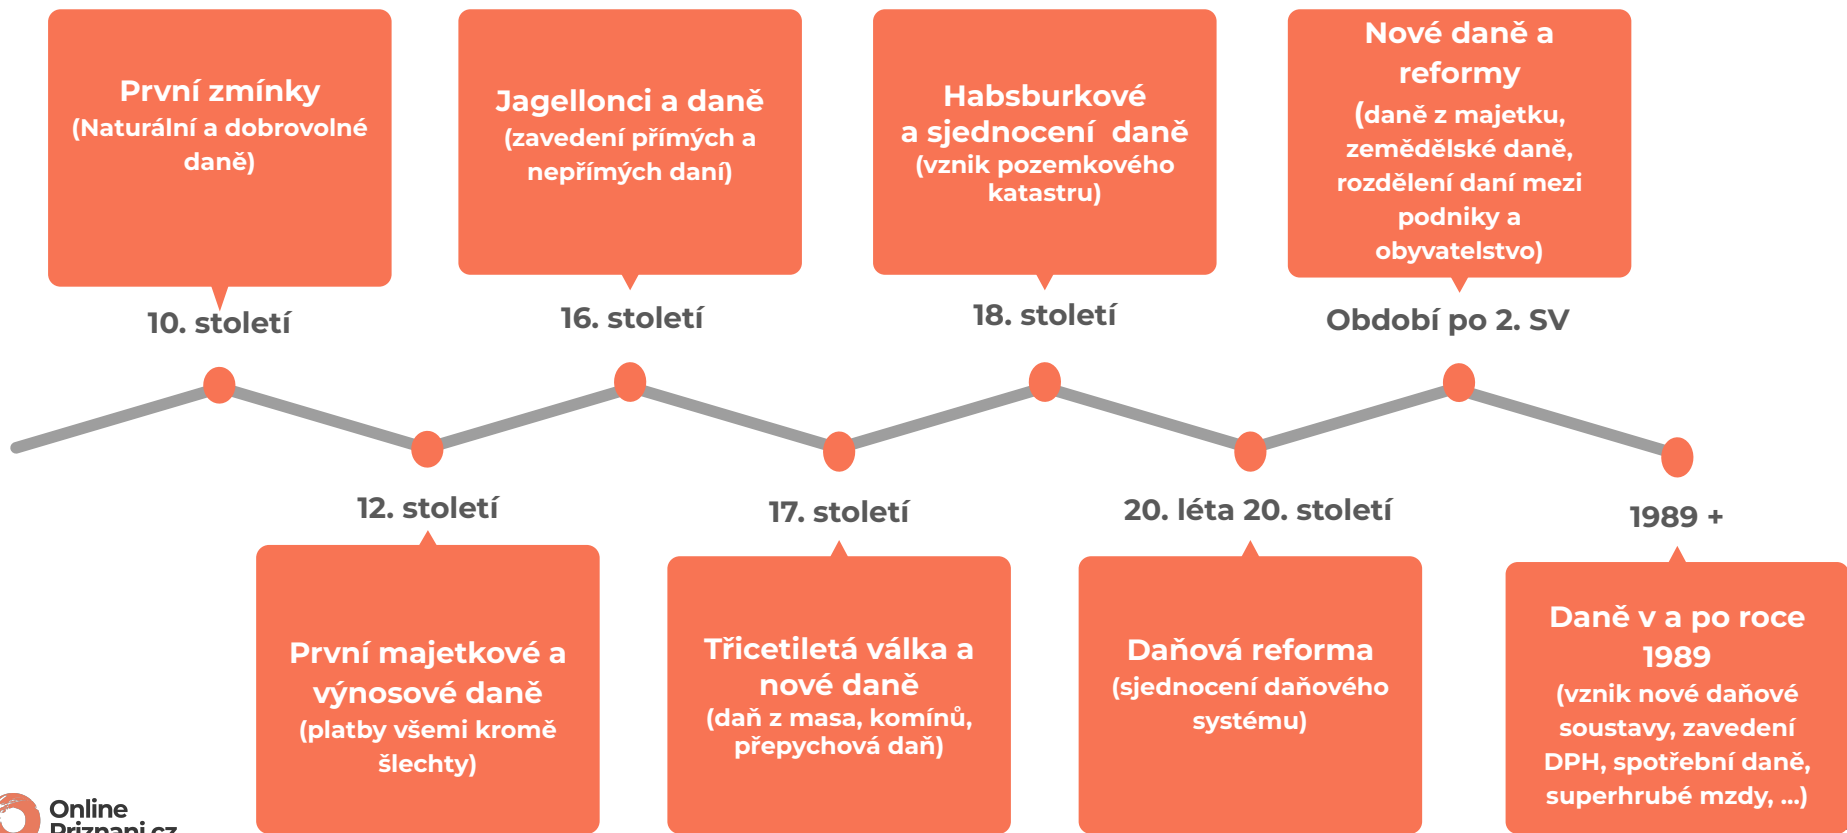 První zmínky
(Naturální a dobrovolné
daně)
10. století
12. století
První majetkové a
výnosové daně
(platby všemi kromě
šlechty)
Jagellonci a daně
(zavedení přímých a
nepřímých daní)
16. století
17. století
Třicetiletá válka a
nové daně
(daň z masa, komínů,
přepychová daň)
Habsburkové
a sjednocení daně
(vznik pozemkového
katastru)
18. století
20. léta 20. století
Daňová reforma
(sjednocení daňového
systému)
Nové daně a
reformy
(daně z majetku,
zemědělské daně,
rozdělení daní mezi
podniky a
obyvatelstvo)
Období po 2. SV
1989 +
Daně v a po roce
1989
(vznik nové daňové
soustavy, zavedení
DPH, spotřební daně,
superhrubé mzdy, ...)
Online
Priznani.cz